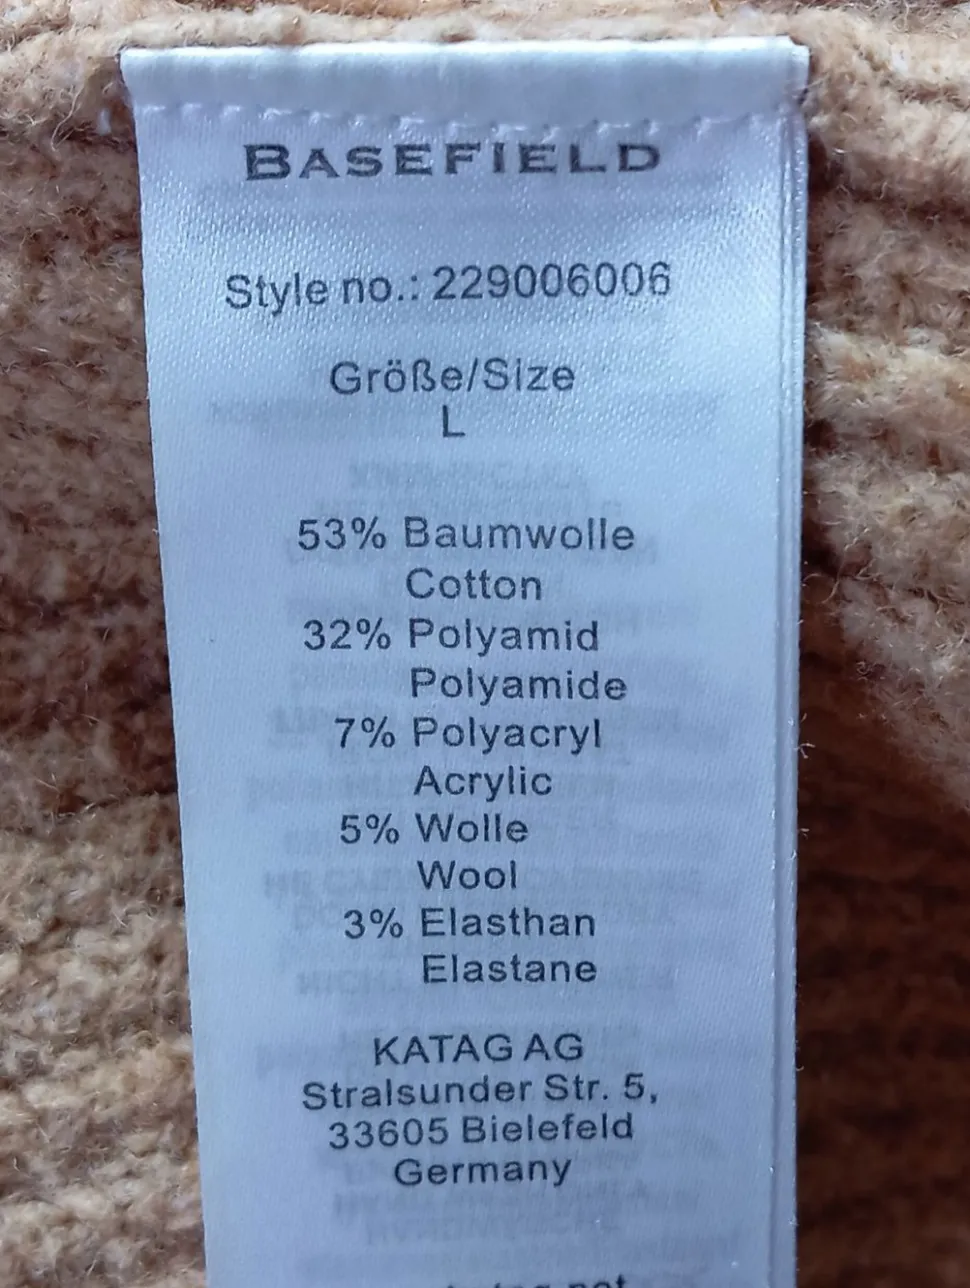 BASEFIELD
Style no.: 229006006
Größe/Size
L
53% Baumwolle
Cotton
32% Polyamid
Polyamide
7% Polyacryl
Acrylic
5% Wolle
Wool
3% Elasthan
Elastane
KATAG AG
Stralsunder Str. 5,
33605 Bielefeld
Germany
not